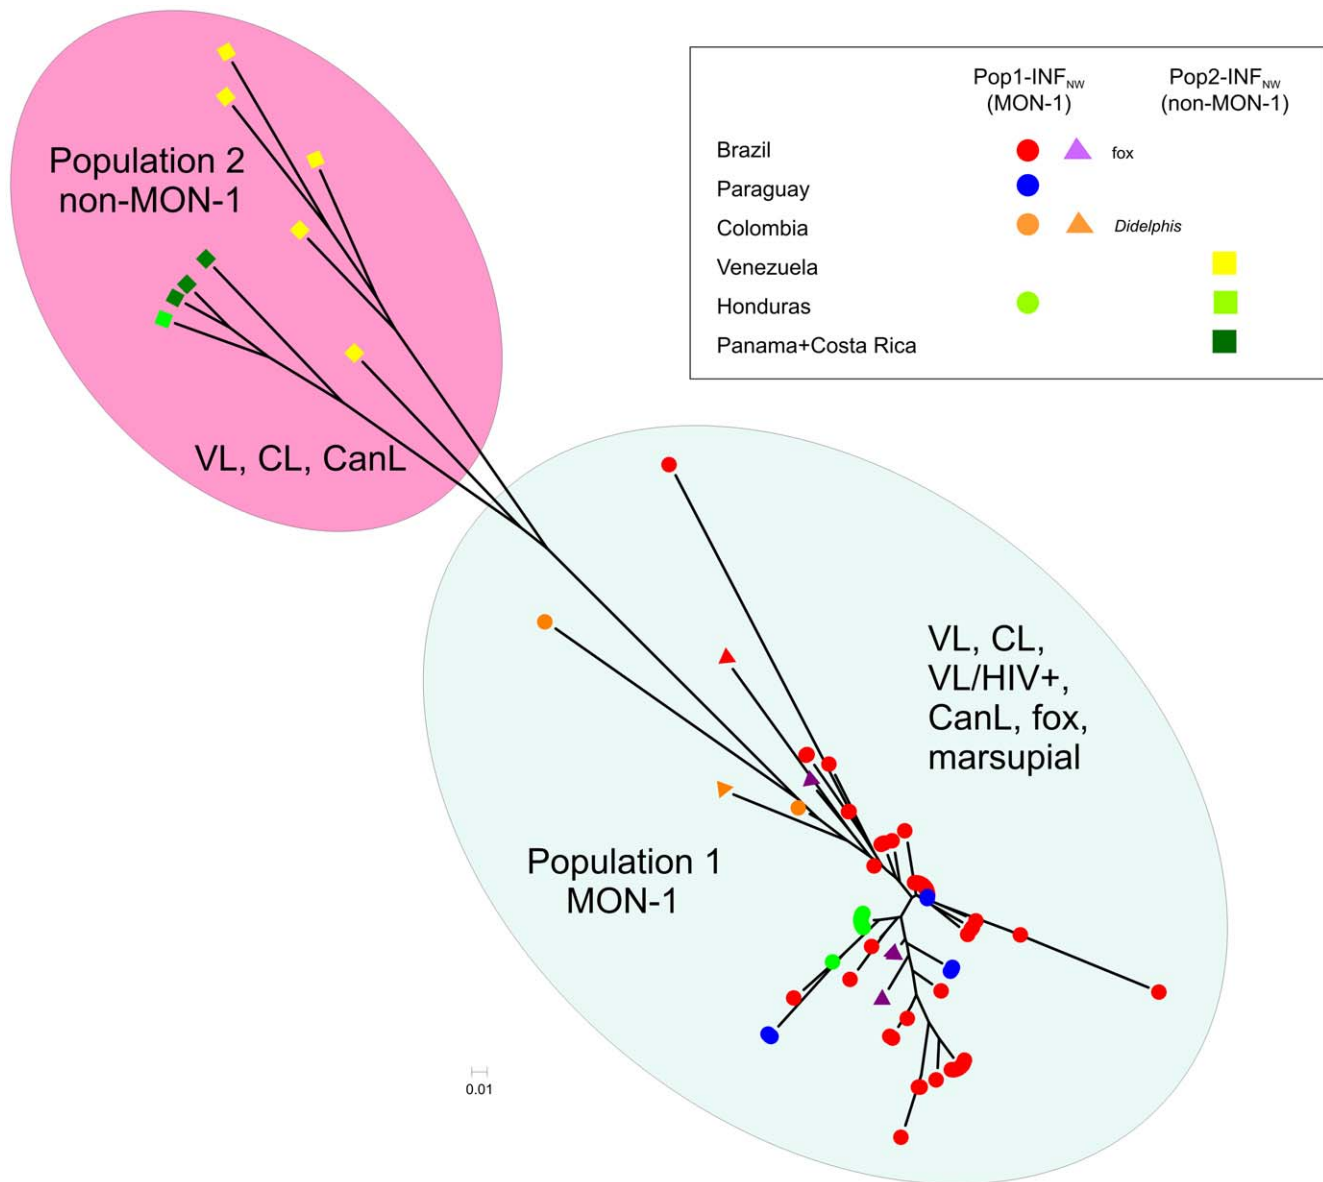 Population 2
non-MON-1
VL, CL, CanL
Pop1-INFNW
(MON-1)
Pop2-INFNW
(non-MON-1)
Brazil
fox
Paraguay
Colombia
Didelphis
Venezuela
Honduras
Panama+Costa Rica
VL, CL,
VL/HIV+,
CanL, fox,
marsupial
Population 1
MON-1
0.01